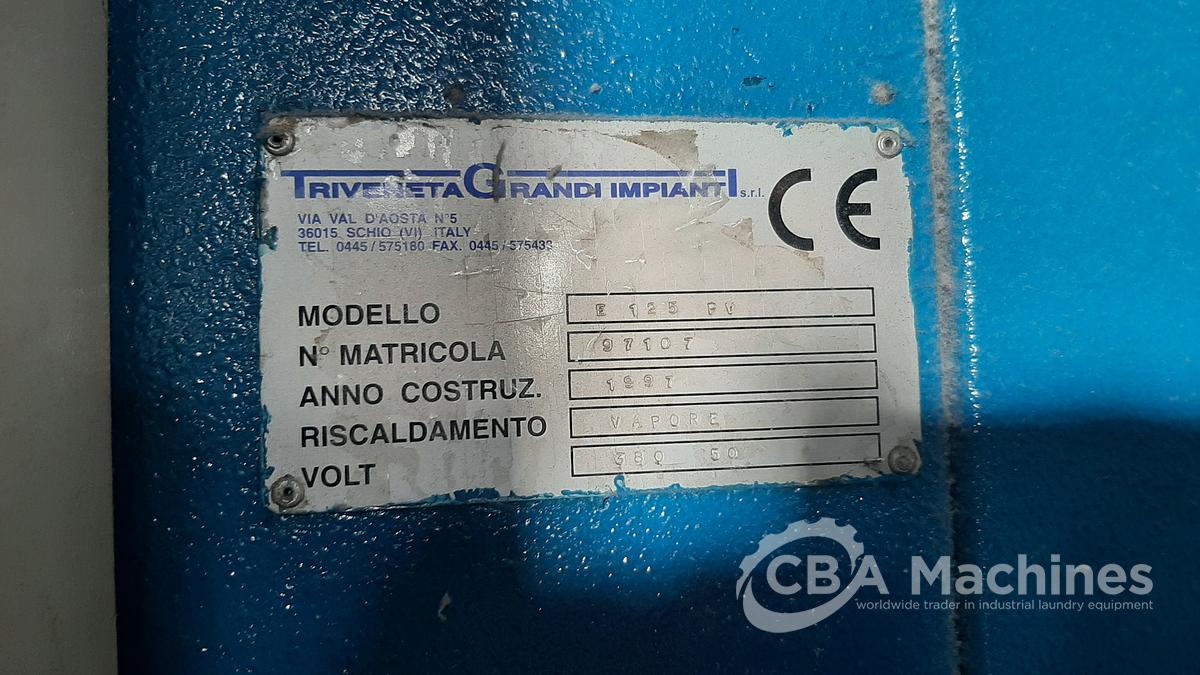 TRIVENETA GRANDI IMPIANTI s.r.l.
VIA VAL D'AOSTA N°5
36015 SCHIO (VI) ITALY
TEL. 0445/575180 FAX. 0445/575433
CE
MODELLO E 125 PV
N° MATRICOLA 97107
ANNO COSTRUZ. 1997
RISCALDAMENTO VAPORE
VOLT 380 50
CBA Machines
worldwide trader in industrial laundry equipment